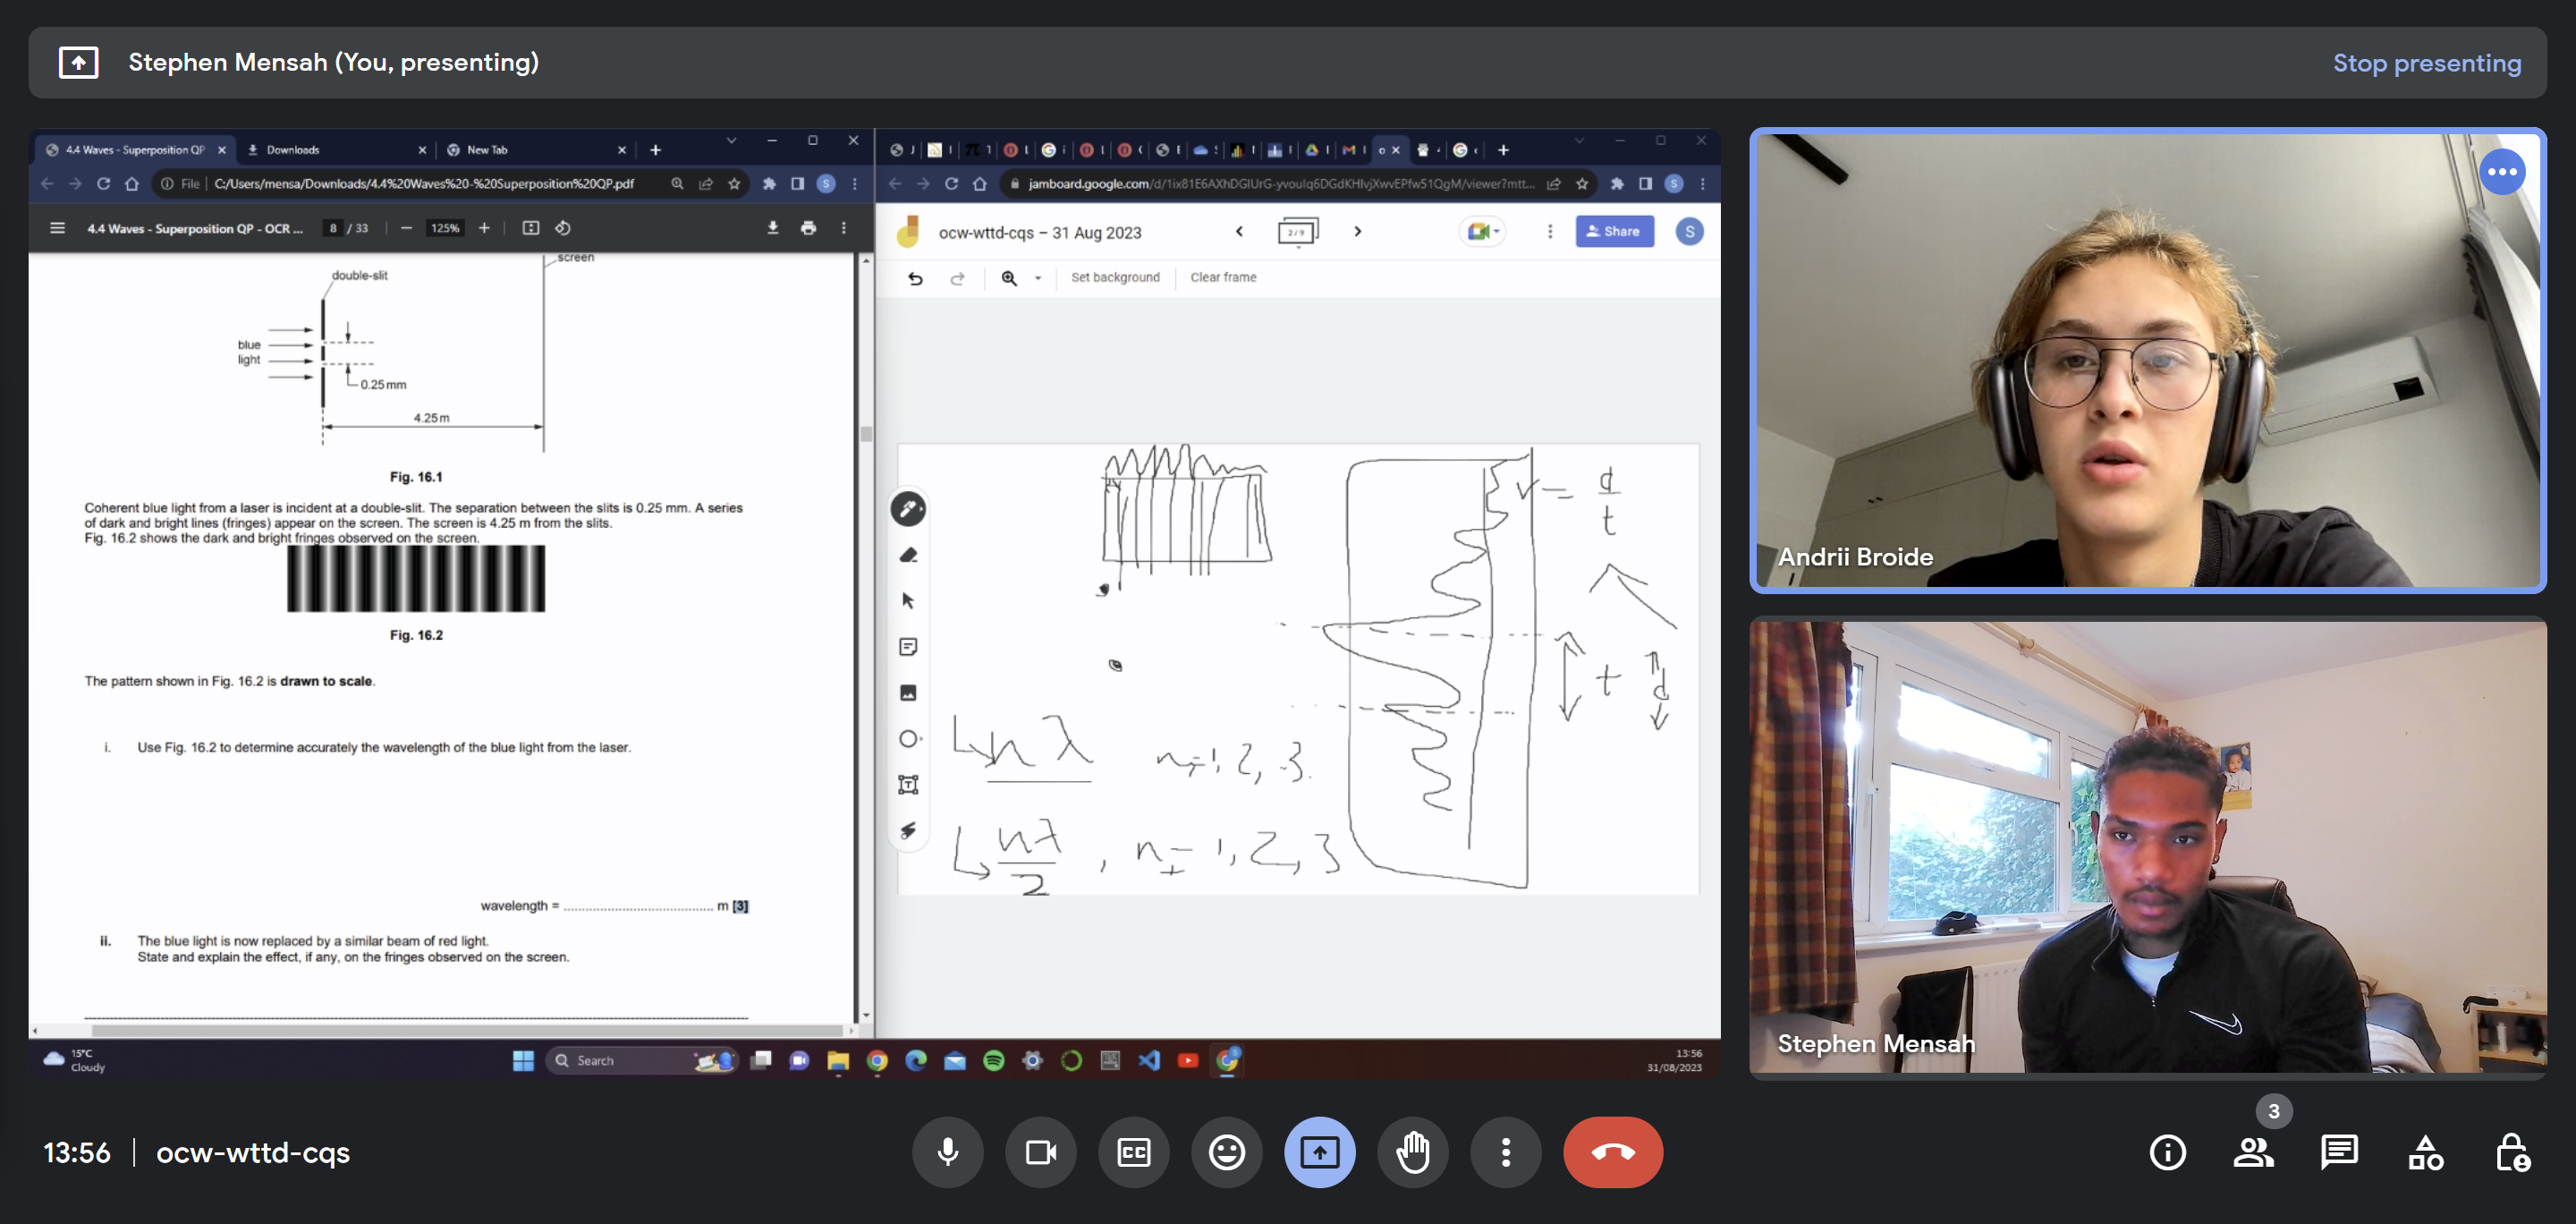 Stephen Mensah (You, presenting)
Stop presenting
4.4 Waves - Superposition QP
Downloads
New Tab
File
C:/Users/mensa/Downloads/4.4%20Waves%20-%20Superposition%20QP.pdf
S
4.4 Waves - Superposition QP - OCR ...
8 / 33
125%
jamboard.google.com/d/1ix81E6AXhDGlUrG-yvoulq6DGdKHIvjXwvEPfw51QgM/viewer?mtt...
S
ocw-wttd-cqs – 31 Aug 2023
2/9
Share
S
Set background
Clear frame
screen
double-slit
blue
light
0.25 mm
4.25 m
Fig. 16.1
Coherent blue light from a laser is incident at a double-slit. The separation between the slits is 0.25 mm. A series
of dark and bright lines (fringes) appear on the screen. The screen is 4.25 m from the slits.
Fig. 16.2 shows the dark and bright fringes observed on the screen.
Fig. 16.2
The pattern shown in Fig. 16.2 is drawn to scale.
i. Use Fig. 16.2 to determine accurately the wavelength of the blue light from the laser.
wavelength = ...................................... m [3]
ii. The blue light is now replaced by a similar beam of red light.
State and explain the effect, if any, on the fringes observed on the screen.
v = d
t
t d
nλ n = 1, 2, 3.
nλ
2
, n = 1, 2, 3
15°C
Cloudy
Search
13:56
31/08/2023
Andrii Broide
Stephen Mensah
13:56
ocw-wttd-cqs
CC
3